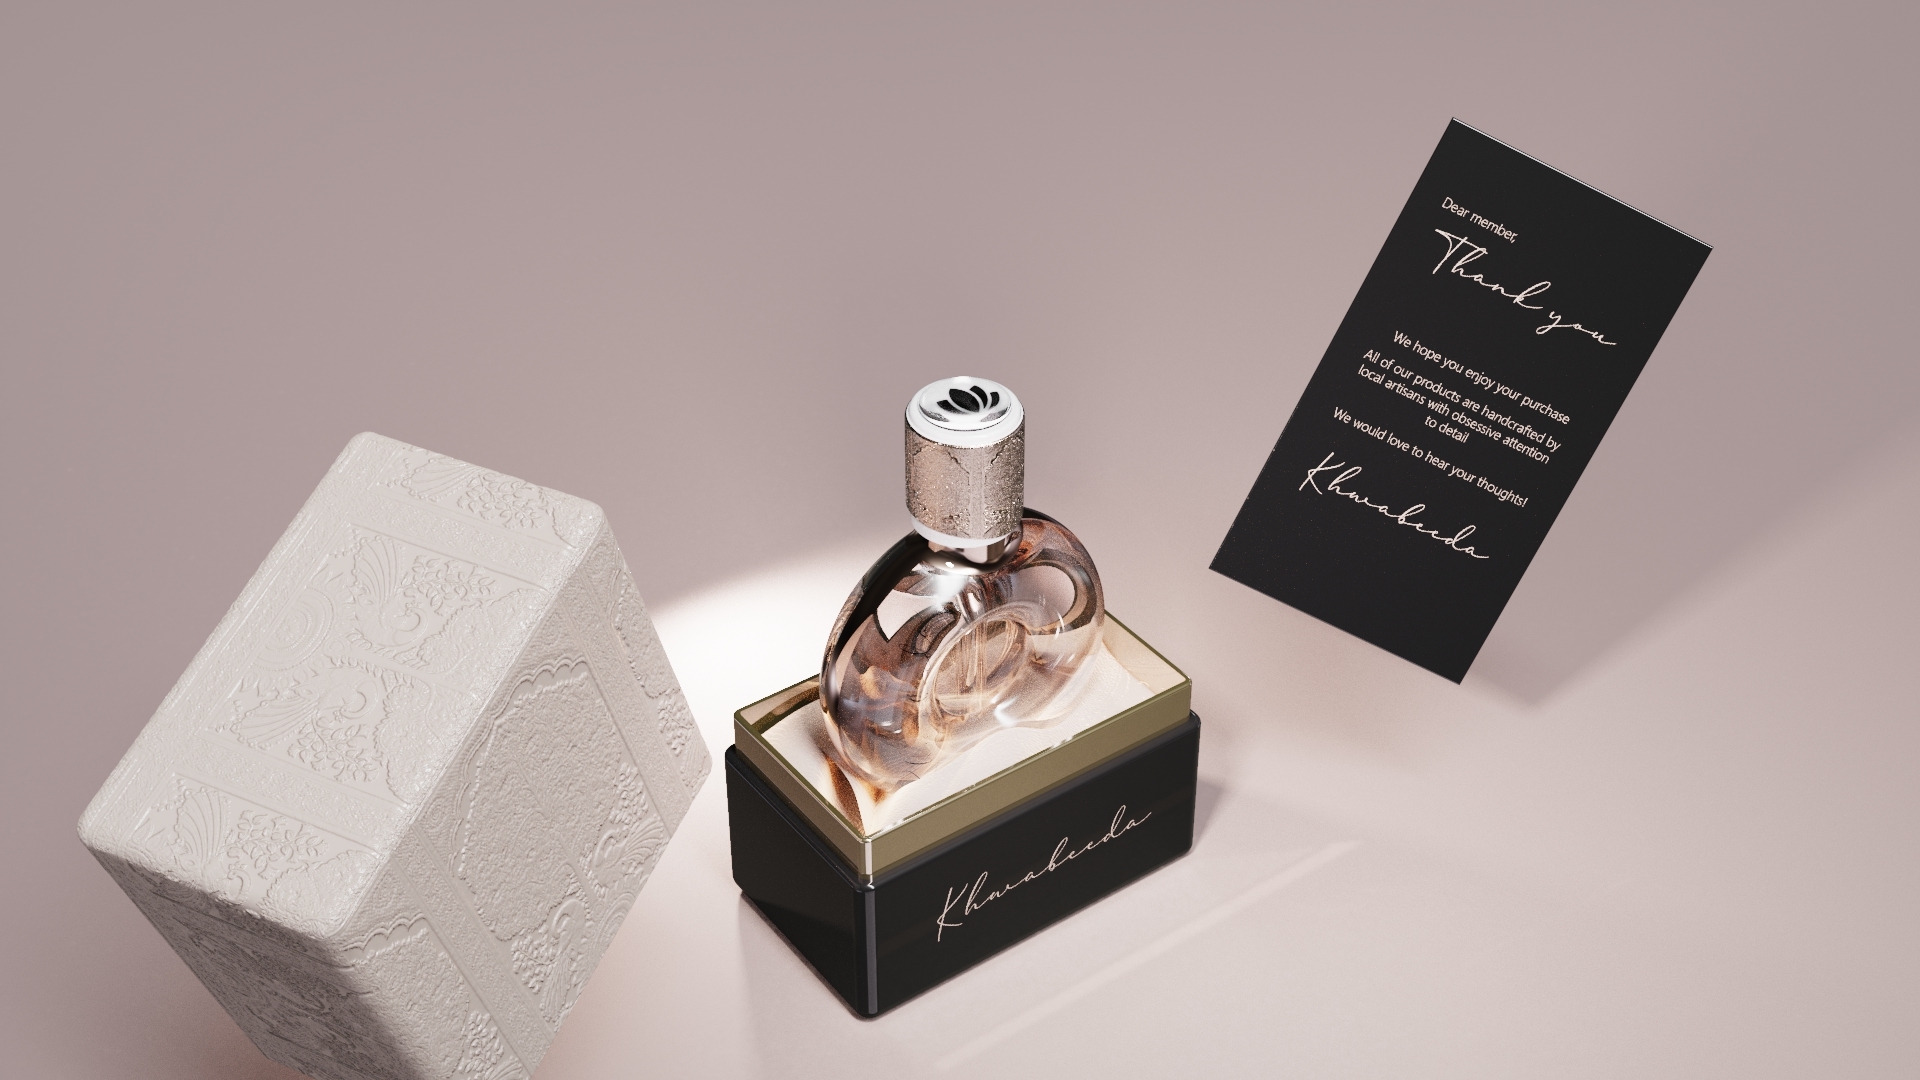 Dear member,
Thank you
We hope you enjoy your purchase
All of our products are handcrafted by
local artisans with obsessive attention
to detail
We would love to hear your thoughts!
Khwabeeda
Khwabeeda